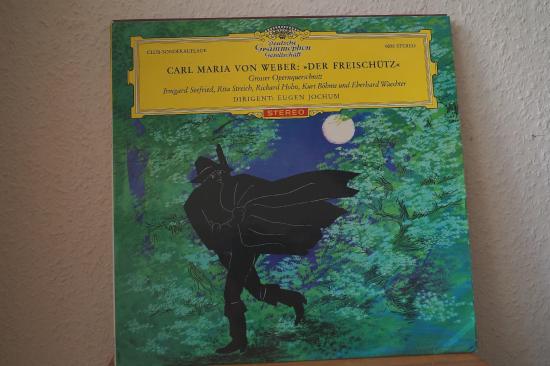 Deutsche
Grammophon
Gesellschaft
CLUB-SONDERAUFLAGE
STEREO
CARL MARIA VON WEBER: »DER FREISCHÜTZ«
Grosser Opernquerschnitt
Irmgard Seefried, Rita Streich, Richard Holm, Kurt Böhme und Eberhard Waechter
DIRIGENT: EUGEN JOCHUM
STEREO